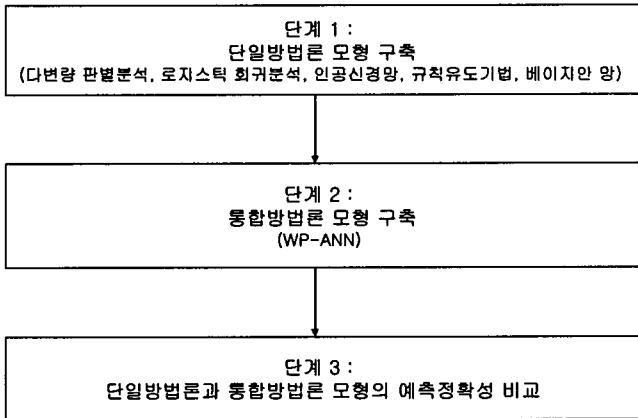 단계 1 :
단일방법론 모형 구축
(다변량 판별분석, 로지스틱 회귀분석, 인공신경망, 규칙유도기법, 베이지안 망)
단계 2 :
통합방법론 모형 구축
(WP-ANN)
단계 3 :
단일방법론과 통합방법론 모형의 예측정확성 비교